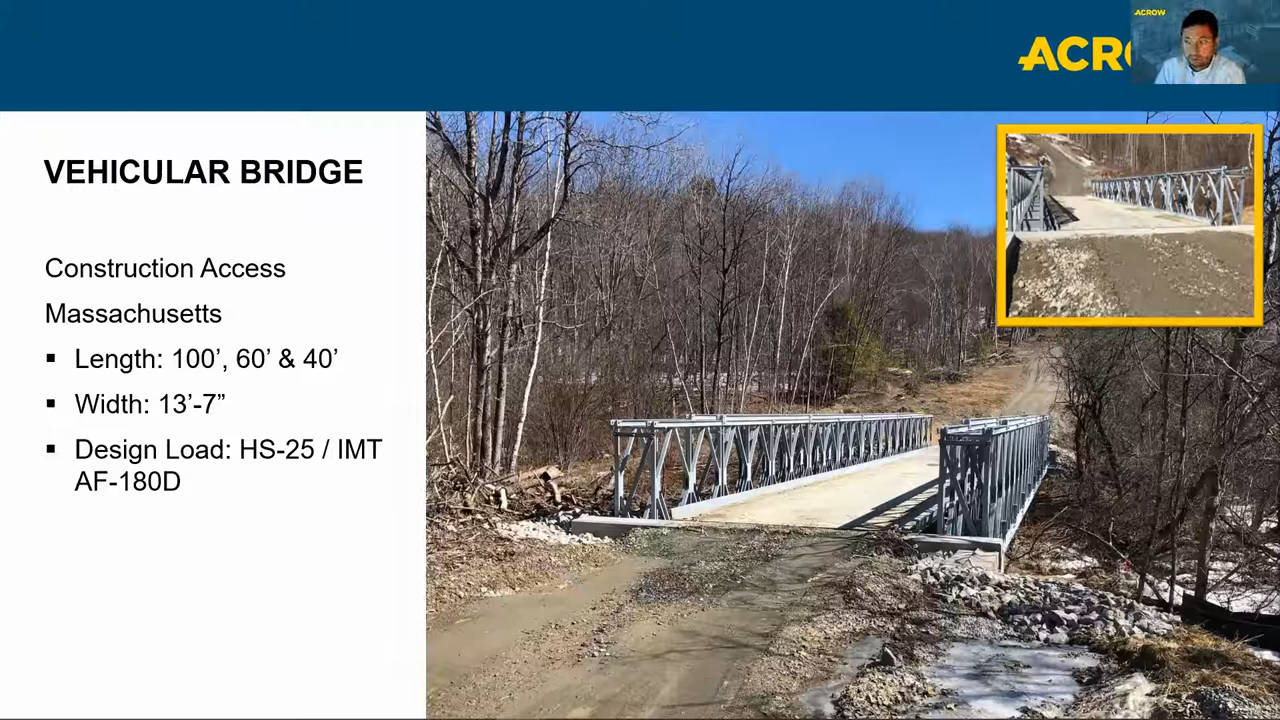 ACROW
VEHICULAR BRIDGE
Construction Access
Massachusetts
▪ Length: 100’, 60’ & 40’
▪ Width: 13’-7”
▪ Design Load: HS-25 / IMT
AF-180D